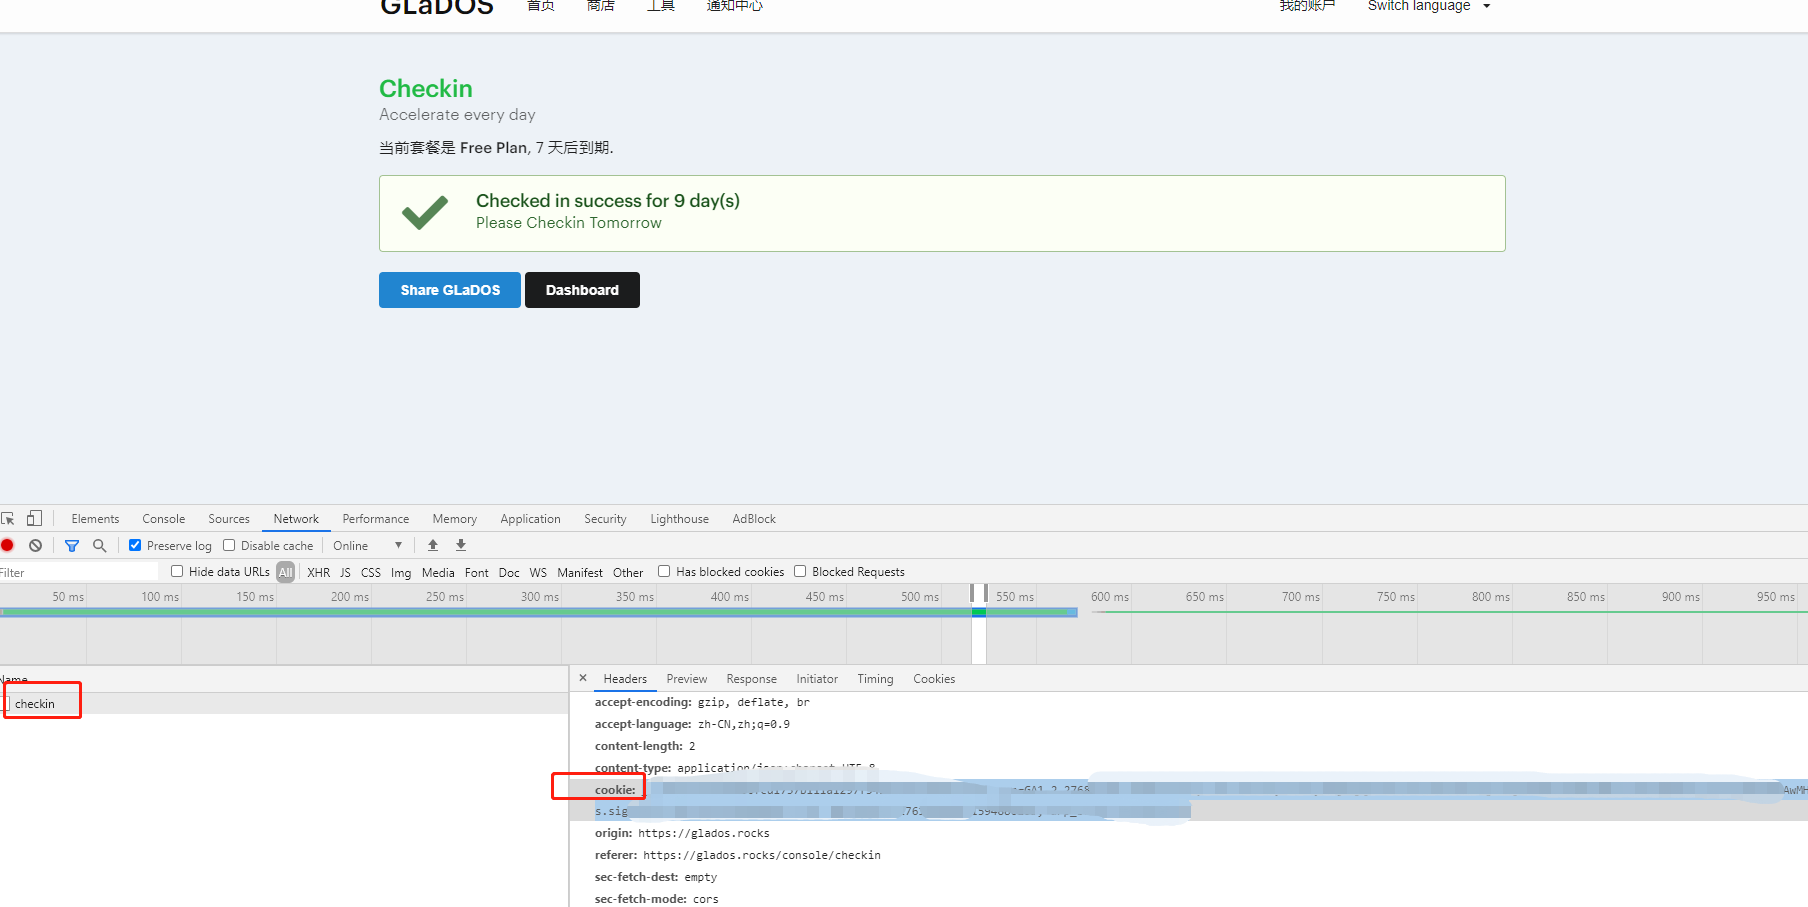 GLaDOS 首页 商店 工具 通知中心 我的账户 Switch language
Checkin
Accelerate every day
当前套餐是 Free Plan, 7 天后到期.
Checked in success for 9 day(s)
Please Checkin Tomorrow
Share GLaDOS Dashboard
Elements Console Sources Network Performance Memory Application Security Lighthouse AdBlock
Preserve log Disable cache Online
Filter Hide data URLs All XHR JS CSS Img Media Font Doc WS Manifest Other Has blocked cookies Blocked Requests
50 ms 100 ms 150 ms 200 ms 250 ms 300 ms 350 ms 400 ms 450 ms 500 ms 550 ms 600 ms 650 ms 700 ms 750 ms 800 ms 850 ms 900 ms 950 ms
Name × Headers Preview Response Initiator Timing Cookies
checkin
accept-encoding: gzip, deflate, br
accept-language: zh-CN,zh;q=0.9
content-length: 2
content-type:
cookie:
s.sig
origin: https://glados.rocks
referer: https://glados.rocks/console/checkin
sec-fetch-dest: empty
sec-fetch-mode: cors